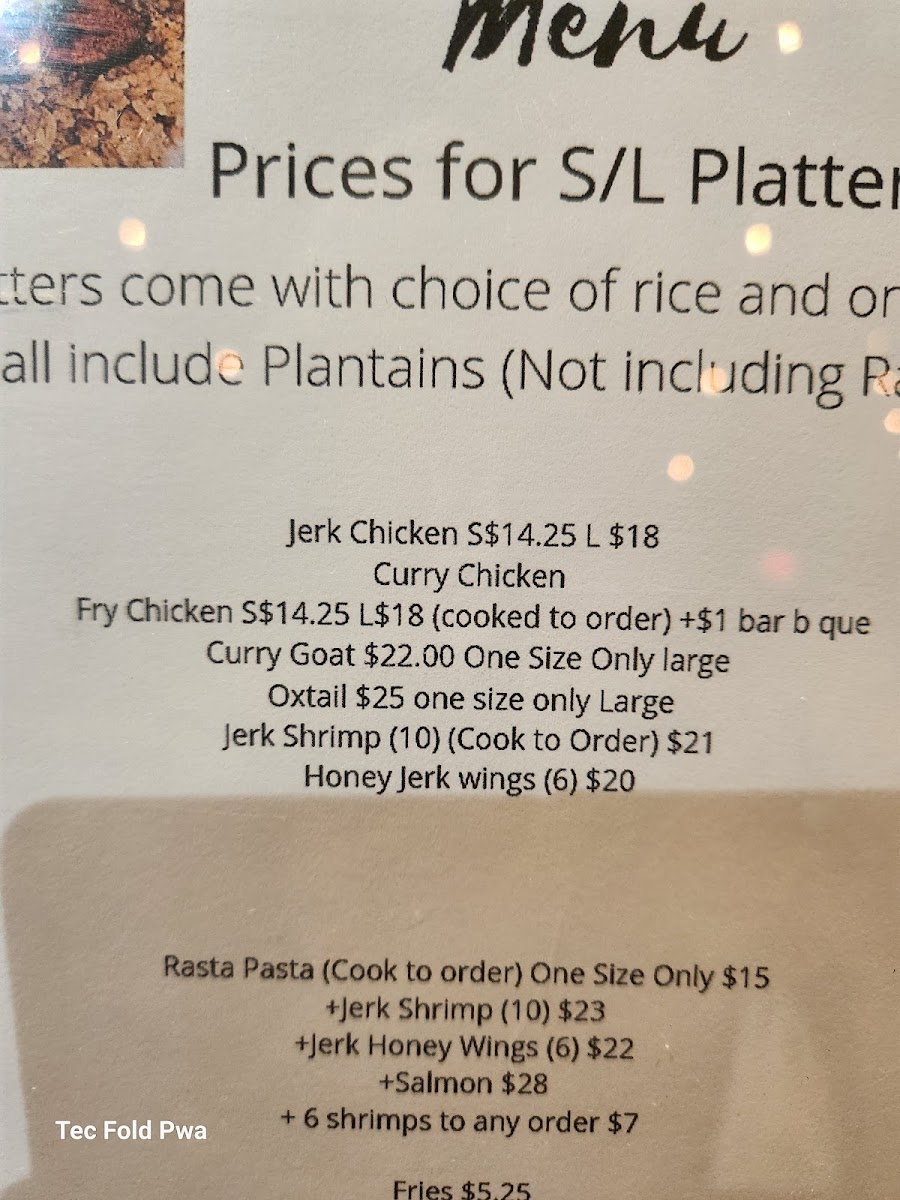 Menu
Prices for S/L Platter
tters come with choice of rice and or
all include Plantains (Not including Ra
Jerk Chicken S$14.25 L $18
Curry Chicken
Fry Chicken S$14.25 L$18 (cooked to order) +$1 bar b que
Curry Goat $22.00 One Size Only large
Oxtail $25 one size only Large
Jerk Shrimp (10) (Cook to Order) $21
Honey Jerk wings (6) $20
Rasta Pasta (Cook to order) One Size Only $15
+Jerk Shrimp (10) $23
+Jerk Honey Wings (6) $22
+Salmon $28
+ 6 shrimps to any order $7
Tec Fold Pwa
Fries $5.25